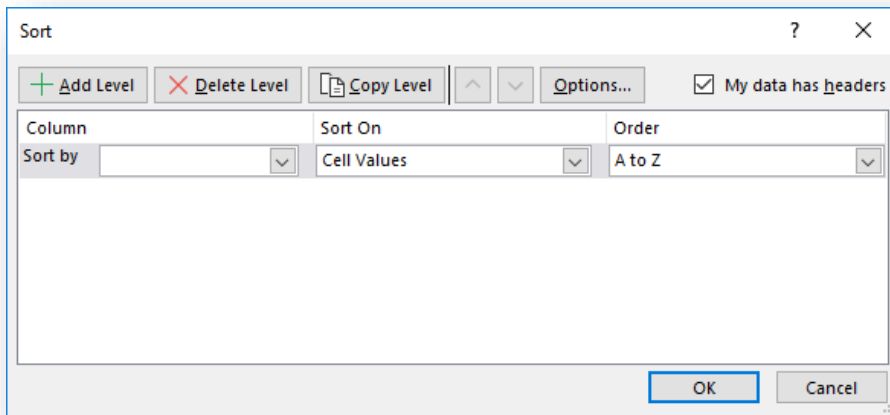 Sort ?
Add Level Delete Level Copy Level Options... My data has headers
Column Sort On Order
Sort by Cell Values A to Z
OK Cancel